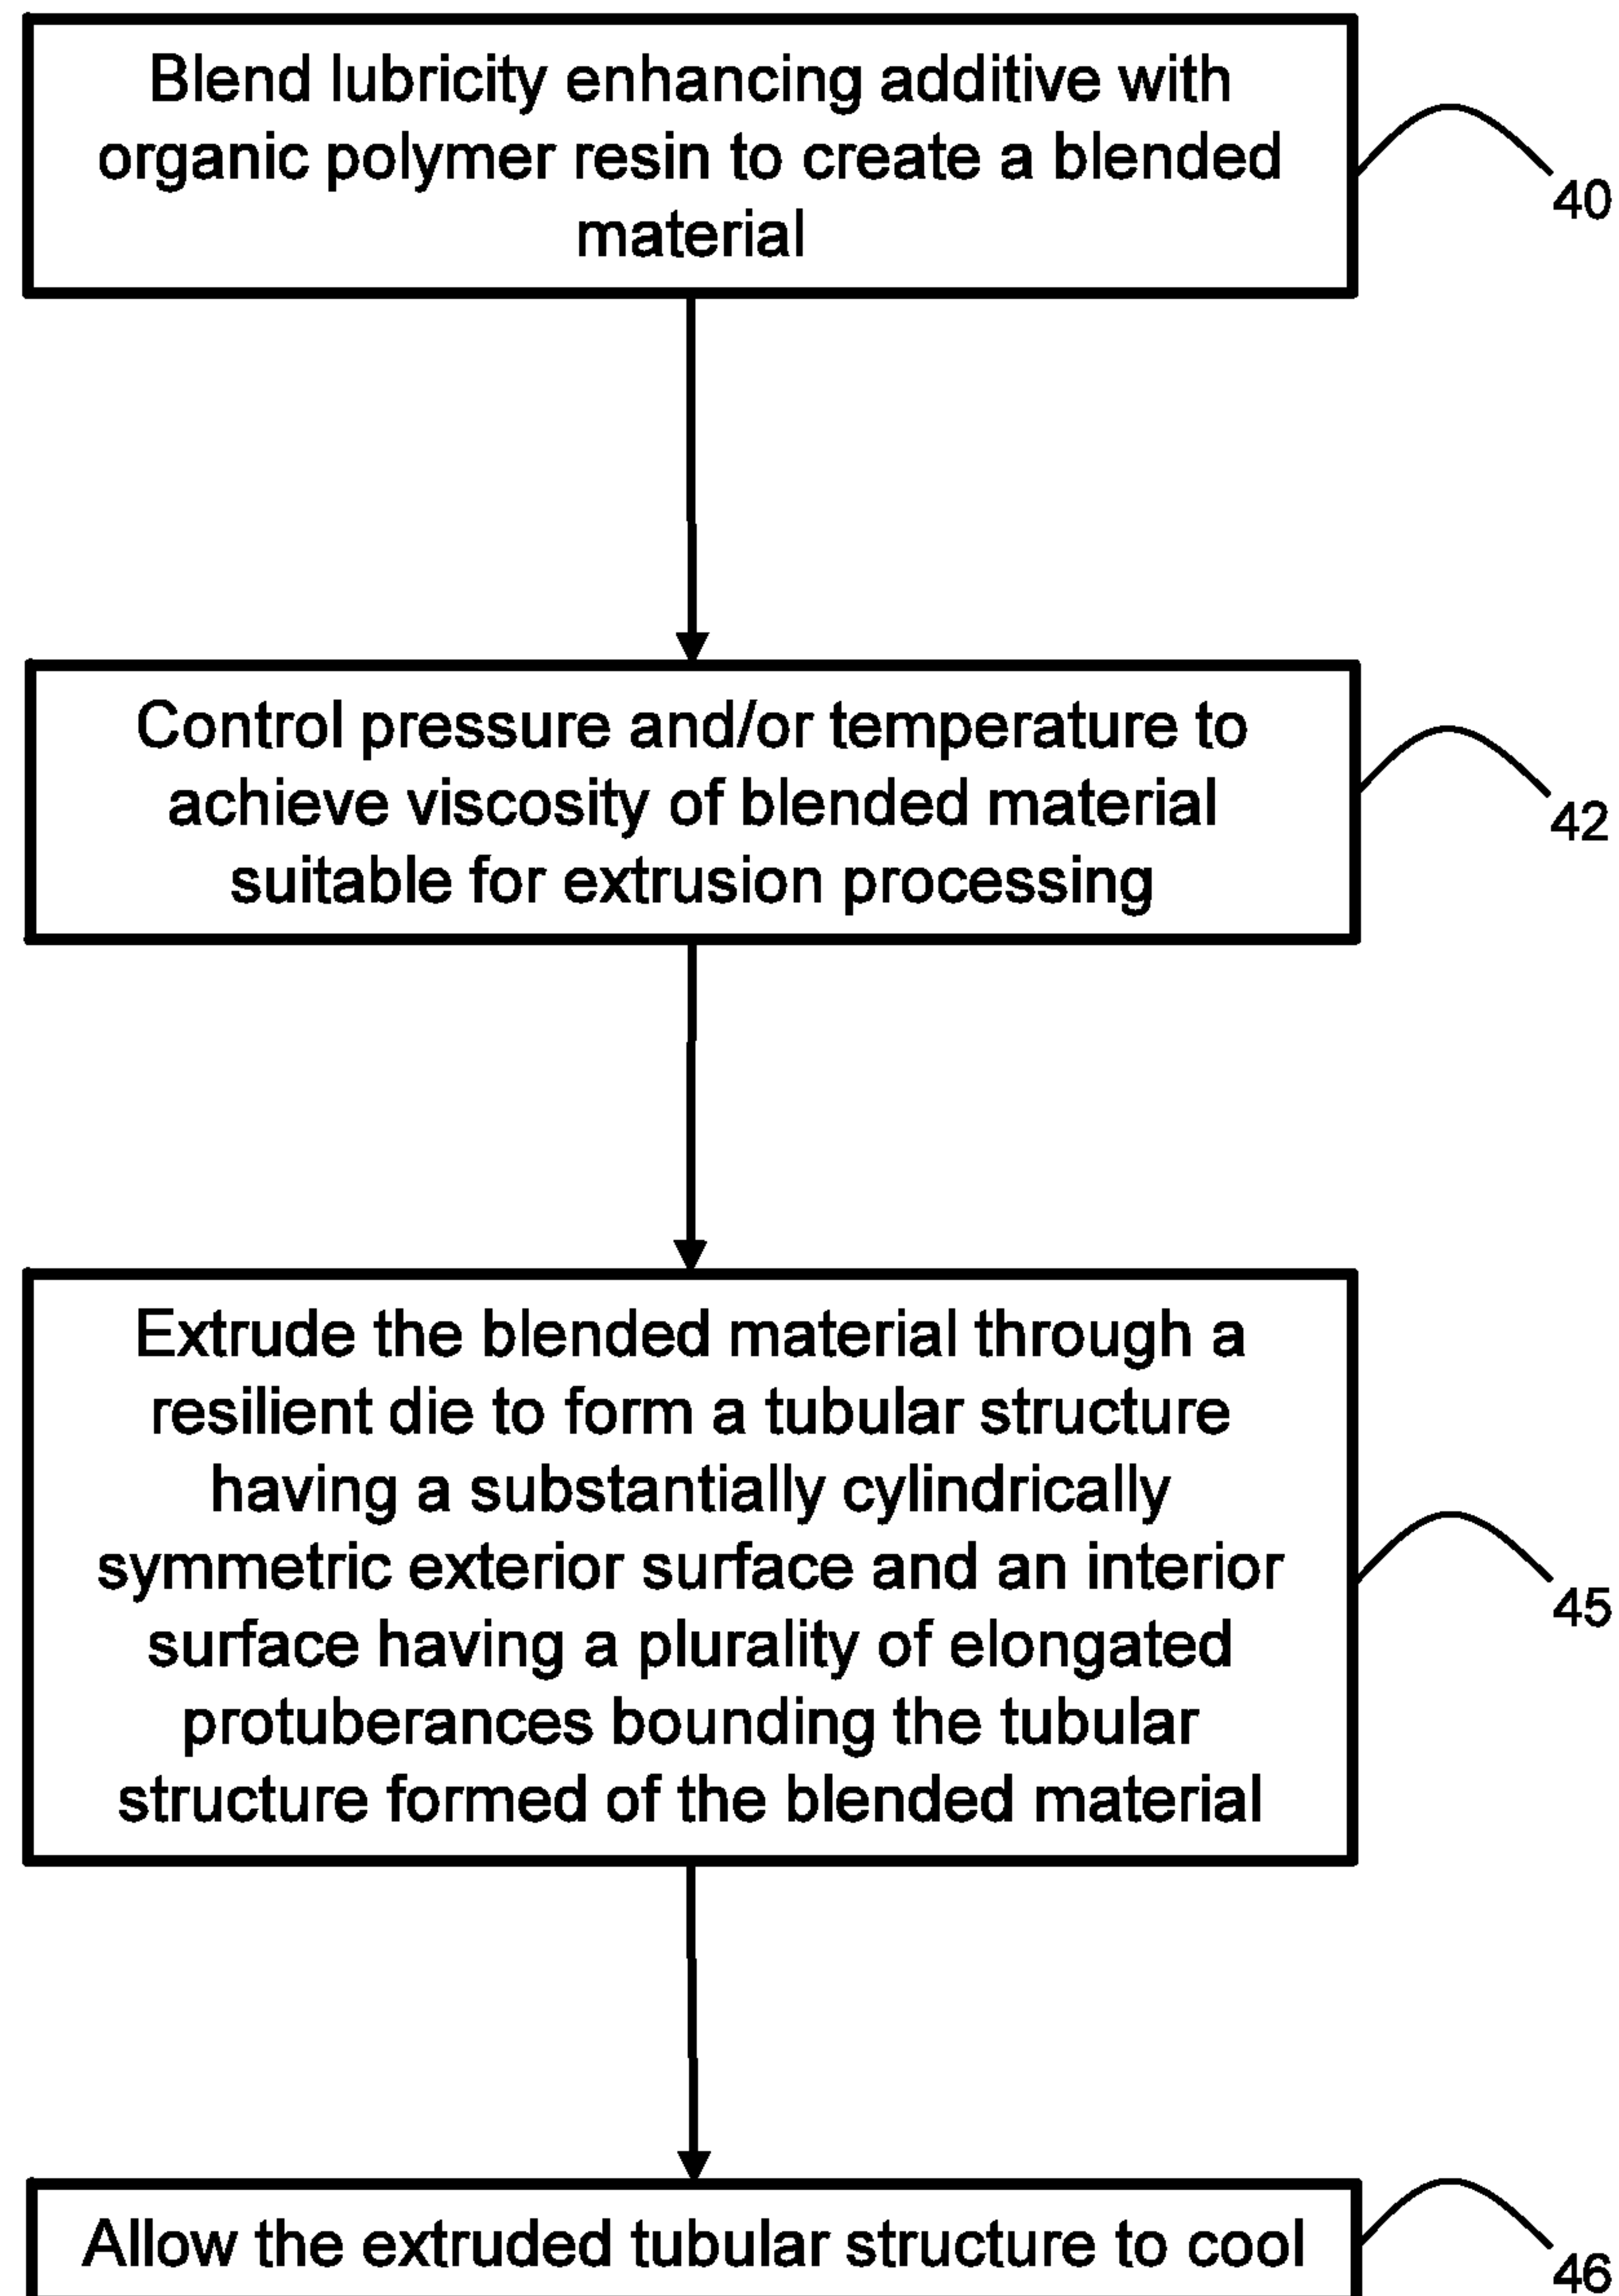 Blend lubricity enhancing additive with
organic polymer resin to create a blended
material
40
Control pressure and/or temperature to
achieve viscosity of blended material
suitable for extrusion processing
42
Extrude the blended material through a
resilient die to form a tubular structure
having a substantially cylindrically
symmetric exterior surface and an interior
surface having a plurality of elongated
protuberances bounding the tubular
structure formed of the blended material
45
Allow the extruded tubular structure to cool
46